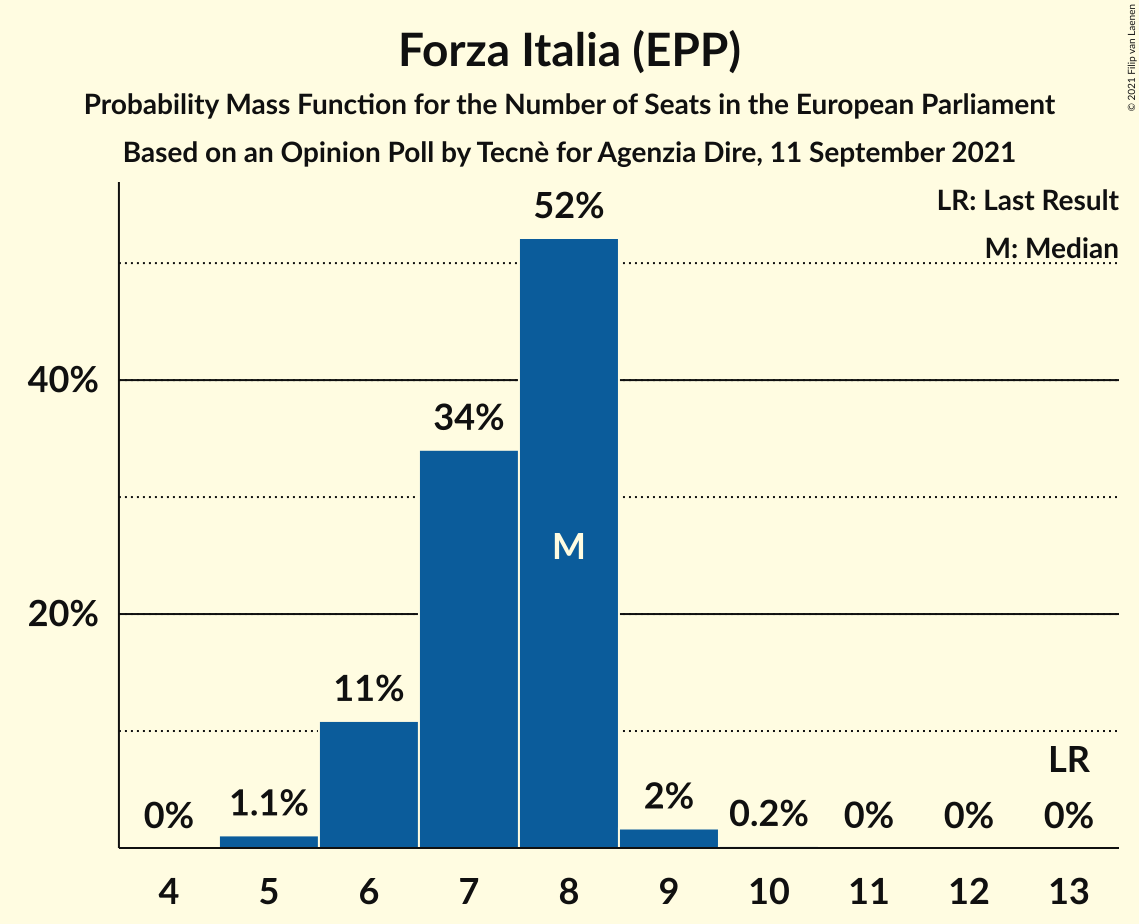 Forza Italia (EPP)
Probability Mass Function for the Number of Seats in the European Parliament
Based on an Opinion Poll by Tecnè for Agenzia Dire, 11 September 2021
© 2021 Filip van Laenen
LR: Last Result
M: Median
52%
40%
34%
M
20%
11%
LR
0%
1.1%
2%
0.2%
0%
0%
0%
4 5 6 7 8 9 10 11 12 13